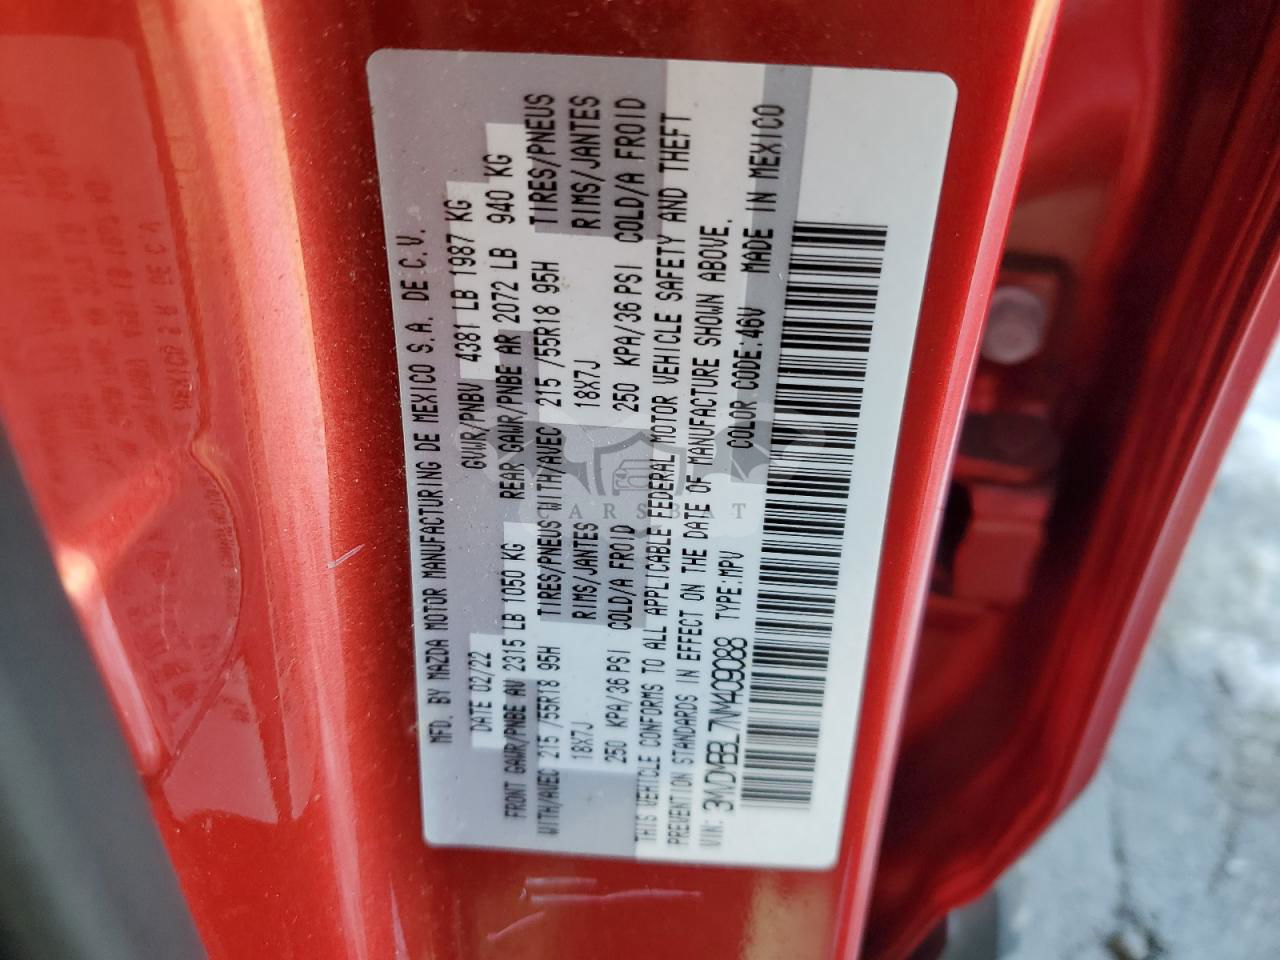 MFD. BY MAZDA MOTOR MANUFACTURING DE MEXICO S.A. DE C.V.
DATE 02/22 GVWR/PNBV 4381 LB 1987 KG
FRONT GAWR/PNBE AV 2315 LB 1050 KG REAR GAWR/PNBE AR 2072 LB 940 KG
WITH/AVEC 215 /55R18 95H TIRES/PNEUS WITH/AVEC 215 /55R18 95H TIRES/PNEUS
18X7J RIMS/JANTES 18X7J RIMS/JANTES
250 KPA/36 PSI COLD/A FROID 250 KPA/36 PSI COLD/A FROID
THIS VEHICLE CONFORMS TO ALL APPLICABLE FEDERAL MOTOR VEHICLE SAFETY AND THEFT
PREVENTION STANDARDS IN EFFECT ON THE DATE OF MANUFACTURE SHOWN ABOVE.
VIN: 3MVDMBBL7NM409088 TYPE:MPV COLOR CODE:46V MADE IN MEXICO
CARSBAT